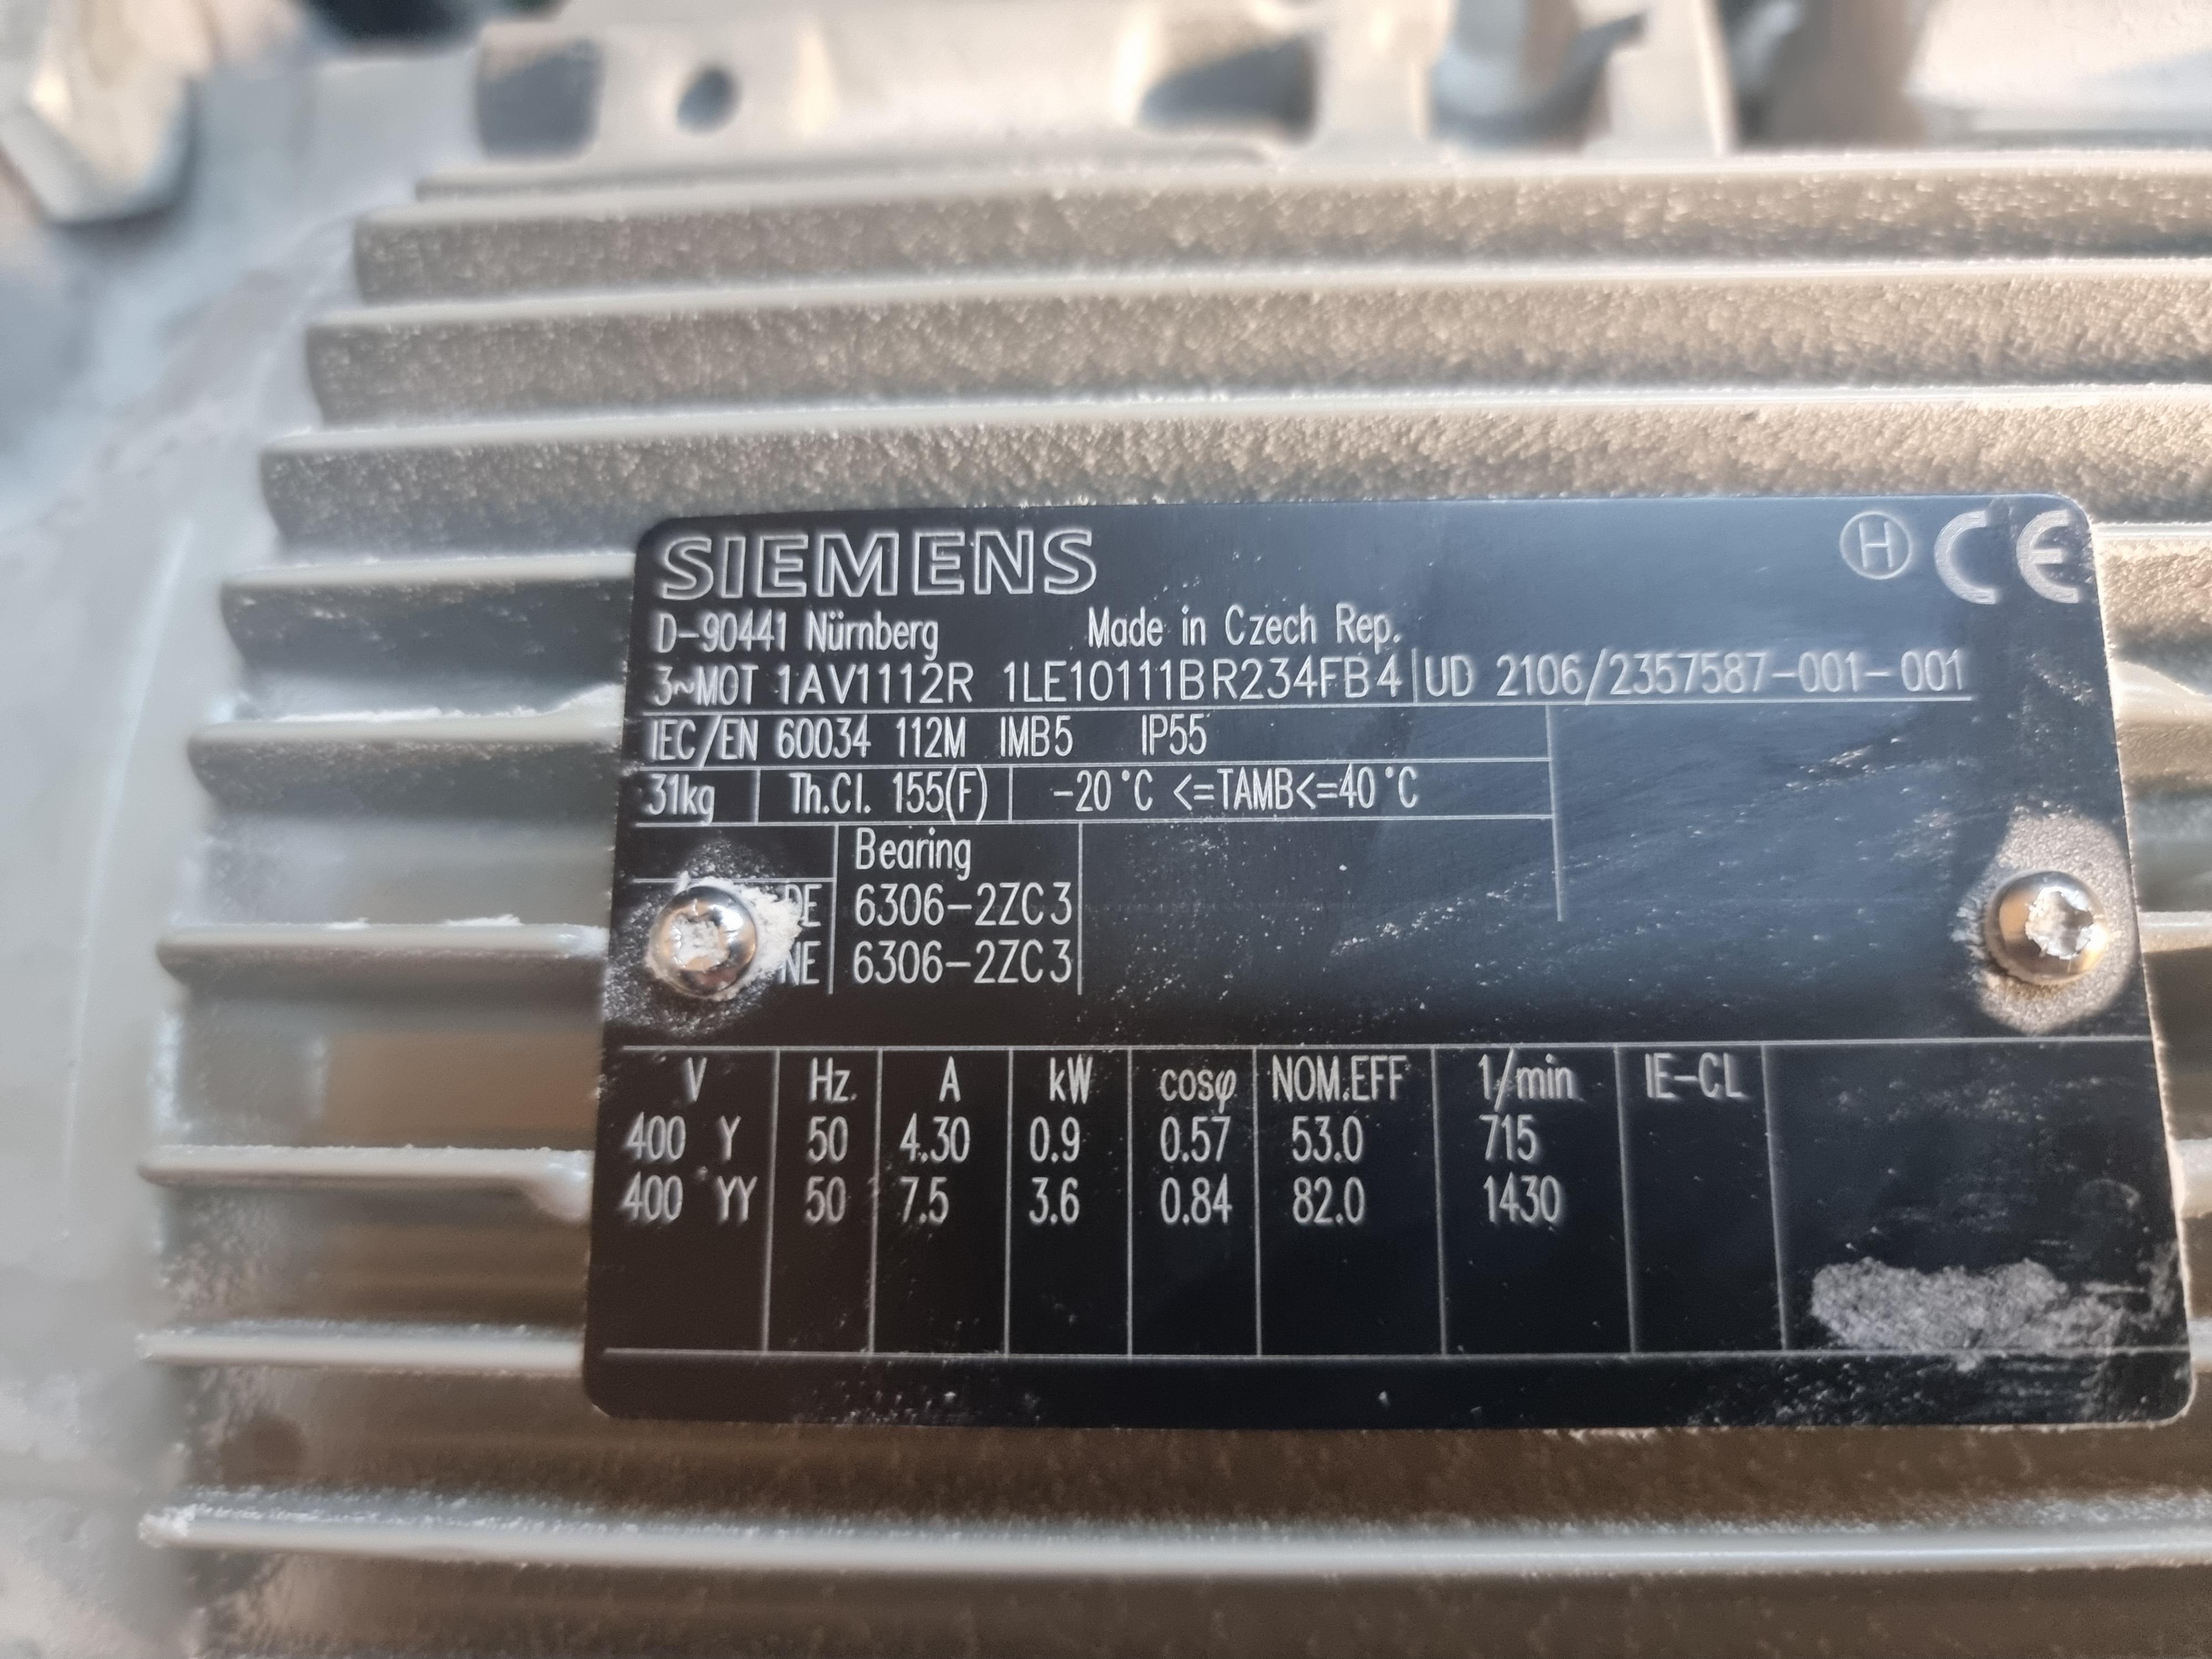 SIEMENS H CE
D-90441 Nürnberg Made in Czech Rep.
3~MOT 1AV1112R 1LE10111BR234FB4 UD 2106/2357587-001-001
IEC/EN 60034 112M IMB5 IP55
31kg Th.Cl. 155(F) -20°C <=TAMB<=40°C
Bearing
DE 6306-2ZC3
NE 6306-2ZC3
V Hz A kW cosφ NOM.EFF 1/min IE-CL
400 Y 50 4.30 0.9 0.57 53.0 715
400 YY 50 7.5 3.6 0.84 82.0 1430